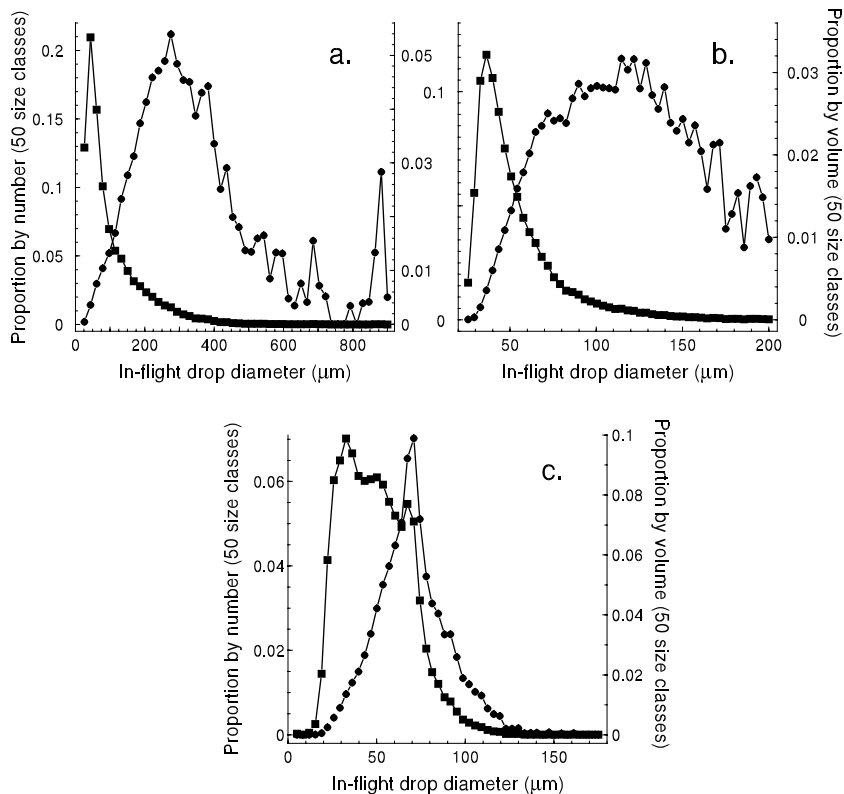 a.
Proportion by number (50 size classes)
0.2
0.15
0.1
0.05
0
0.05
0.03
0.01
0
0 200 400 600 800
In-flight drop diameter (μm)
b.
0.1
0
Proportion by volume (50 size classes)
0.03
0.02
0.01
0
50 100 150 200
In-flight drop diameter (μm)
c.
Proportion by number (50 size classes)
0.06
0.04
0.02
0
Proportion by volume (50 size classes)
0.1
0.08
0.06
0.04
0.02
0
0 50 100 150
In-flight drop diameter (μm)